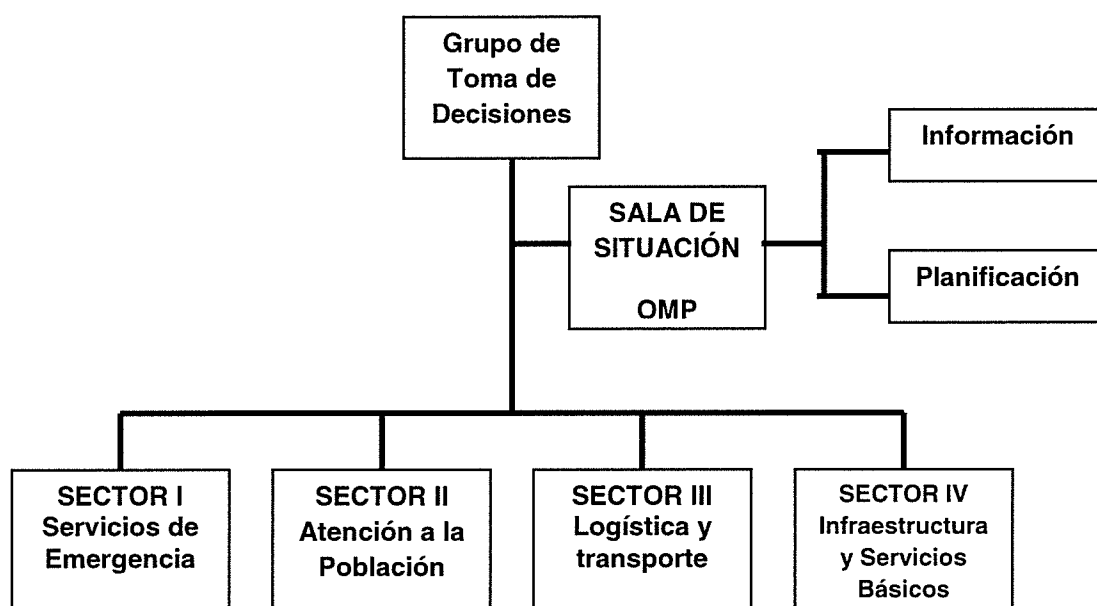 Grupo de
Toma de
Decisiones
Información
SALA DE
SITUACIÓN
OMP
Planificación
SECTOR I
Servicios de
Emergencia
SECTOR II
Atención a la
Población
SECTOR III
Logística y
transporte
SECTOR IV
Infraestructura
y Servicios
Básicos